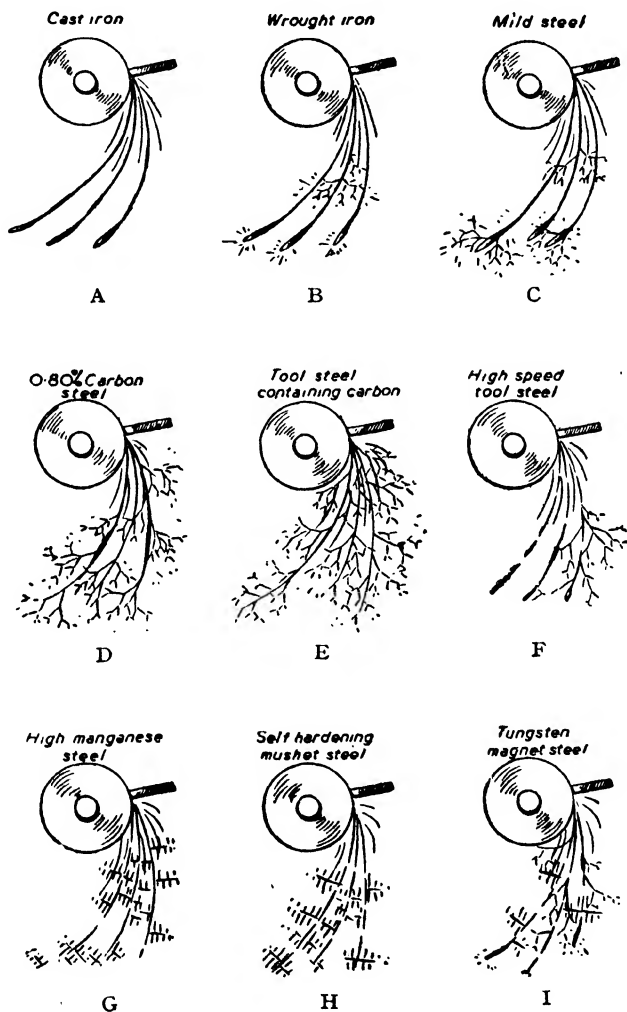 Cast iron
Wrought iron
Mild steel
A
B
C
0·80% Carbon
steel
Tool steel
containing carbon
High speed
tool steel
D
E
F
High manganese
steel
Self hardening
mushet steel
Tungsten
magnet steel
G
H
I